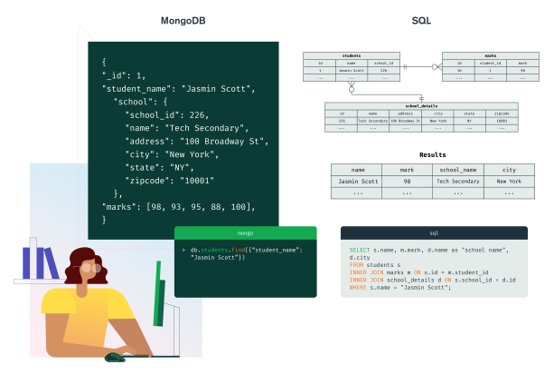 MongoDB
SQL
{
"_id": 1,
"student_name": "Jasmin Scott",
"school": {
"school_id": 226,
"name": "Tech Secondary",
"address": "100 Broadway St",
"city": "New York",
"state": "NY",
"zipcode": "10001"
},
"marks": [98, 93, 95, 88, 100],
}
students
id name school_id
1 Jasmin Scott 226
... ... ...
marks
id student_id mark
10 1 98
... ... ...
school_details
id name address city state zipcode
226 Tech Secondary 100 Broadway St New York NY 10001
... ... ... ... ... ...
Results
name mark school_name city
Jasmin Scott 98 Tech Secondary New York
... ... ... ...
mongo
> db.students.find({"student_name":
"Jasmin Scott"})
sql
SELECT s.name, m.mark, d.name as "school name",
d.city
FROM students s
INNER JOIN marks m ON s.id = m.student_id
INNER JOIN school_details d ON s.school_id = d.id
WHERE s.name = "Jasmin Scott";